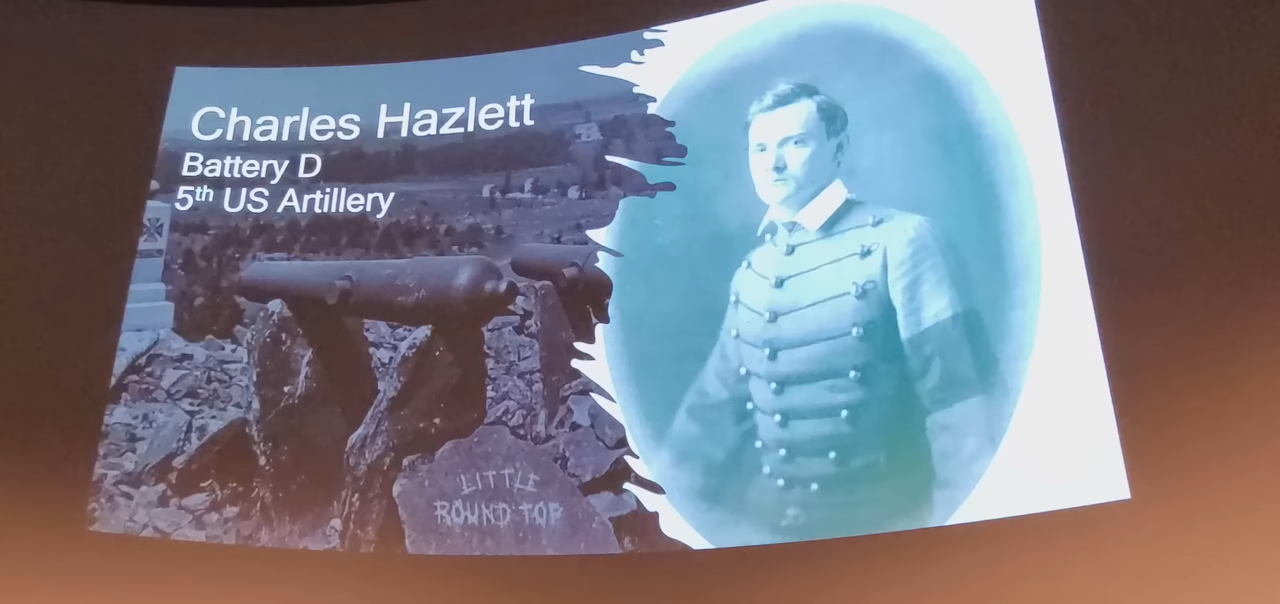 Charles Hazlett
Battery D
5th US Artillery
LITTLE
ROUND TOP